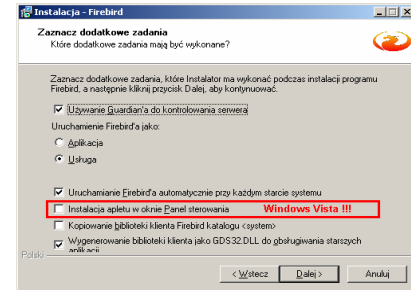 Instalacja - Firebird
Zaznacz dodatkowe zadania
Które dodatkowe zadania mają być wykonane?
Zaznacz dodatkowe zadania, które Instalator ma wykonać podczas instalacji programu
Firebird, a następnie kliknij przycisk Dalej, aby kontynuować.
Używanie Guardian'a do kontrolowania serwera
Uruchamienie Firebird'a jako:
Aplikacja
Usługa
Uruchamianie Firebird'a automatycznie przy każdym starcie systemu
Instalacja apletu w oknie Panel sterowania Windows Vista !!!
Kopiowanie biblioteki klienta Firebird katalogu <system>
Wygenerowanie biblioteki klienta jako GDS32.DLL do obsługiwania starszych
aplikacji
Polski
< Wstecz Dalej > Anuluj